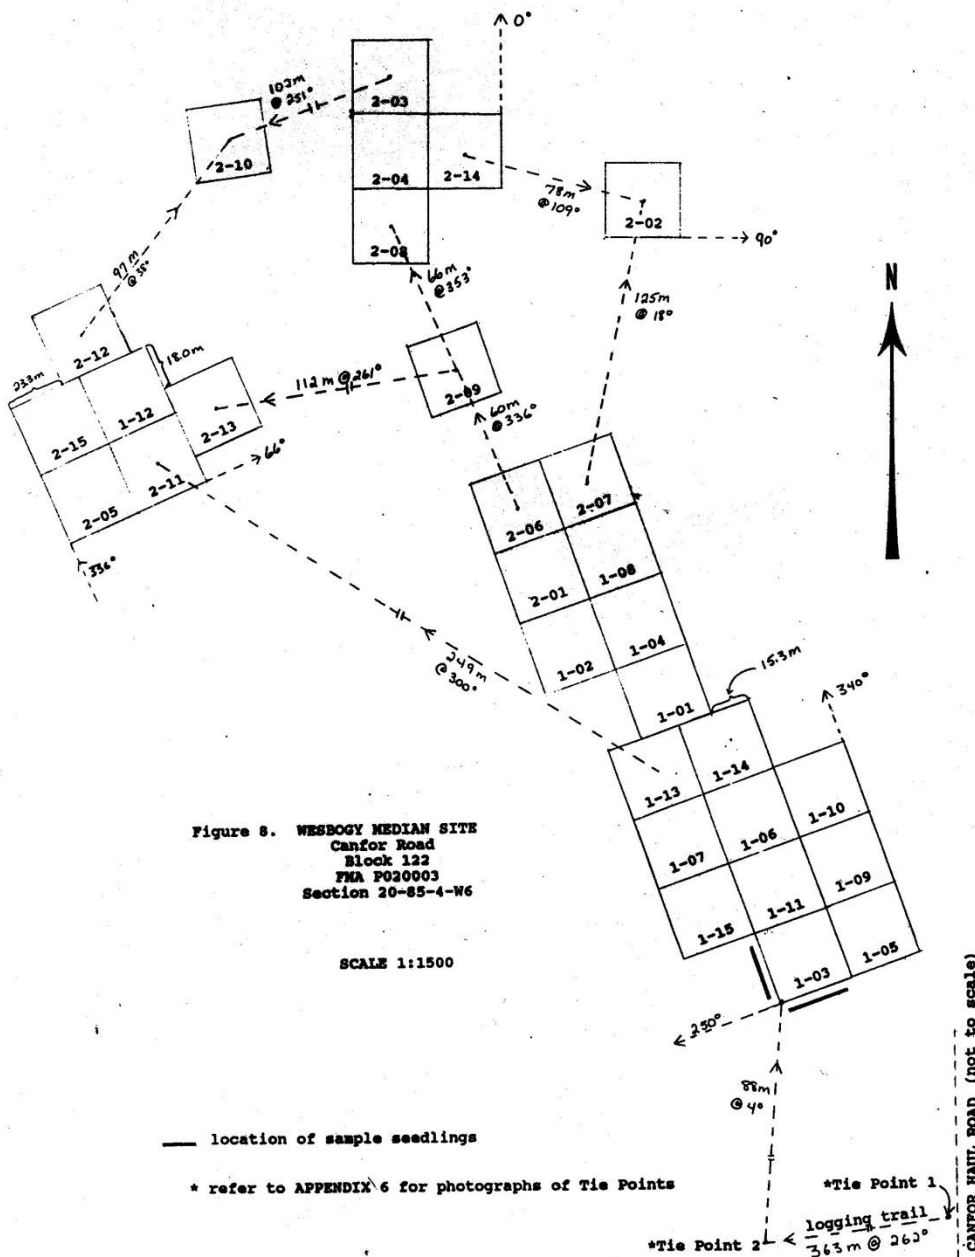 0°
102m
@ 251°
2-03
2-10
2-04
2-14
78m
@ 109°
2-02
90°
2-08
97m
@ 38°
66m
@ 353°
125m
@ 18°
N
2-12
18.0m
23.3m
112m @ 261°
2-09
1-12
2-15
2-13
60m
@ 336°
66°
2-11
2-05
2-07
2-06
336°
1-08
2-01
1-04
1-02
249m
@ 300°
15.3m
1-01
340°
1-14
1-13
1-10
1-06
1-07
1-09
1-11
1-15
1-05
1-03
250°
Figure 8. WESBOGY MEDIAN SITE
Canfor Road
Block 122
FMA P020003
Section 20-85-4-W6
SCALE 1:1500
88m
@ 4°
location of sample seedlings
* refer to APPENDIX 6 for photographs of Tie Points
*Tie Point 1
logging trail
*Tie Point 2
363m @ 262°
CANFOR HAUL ROAD (not to scale)